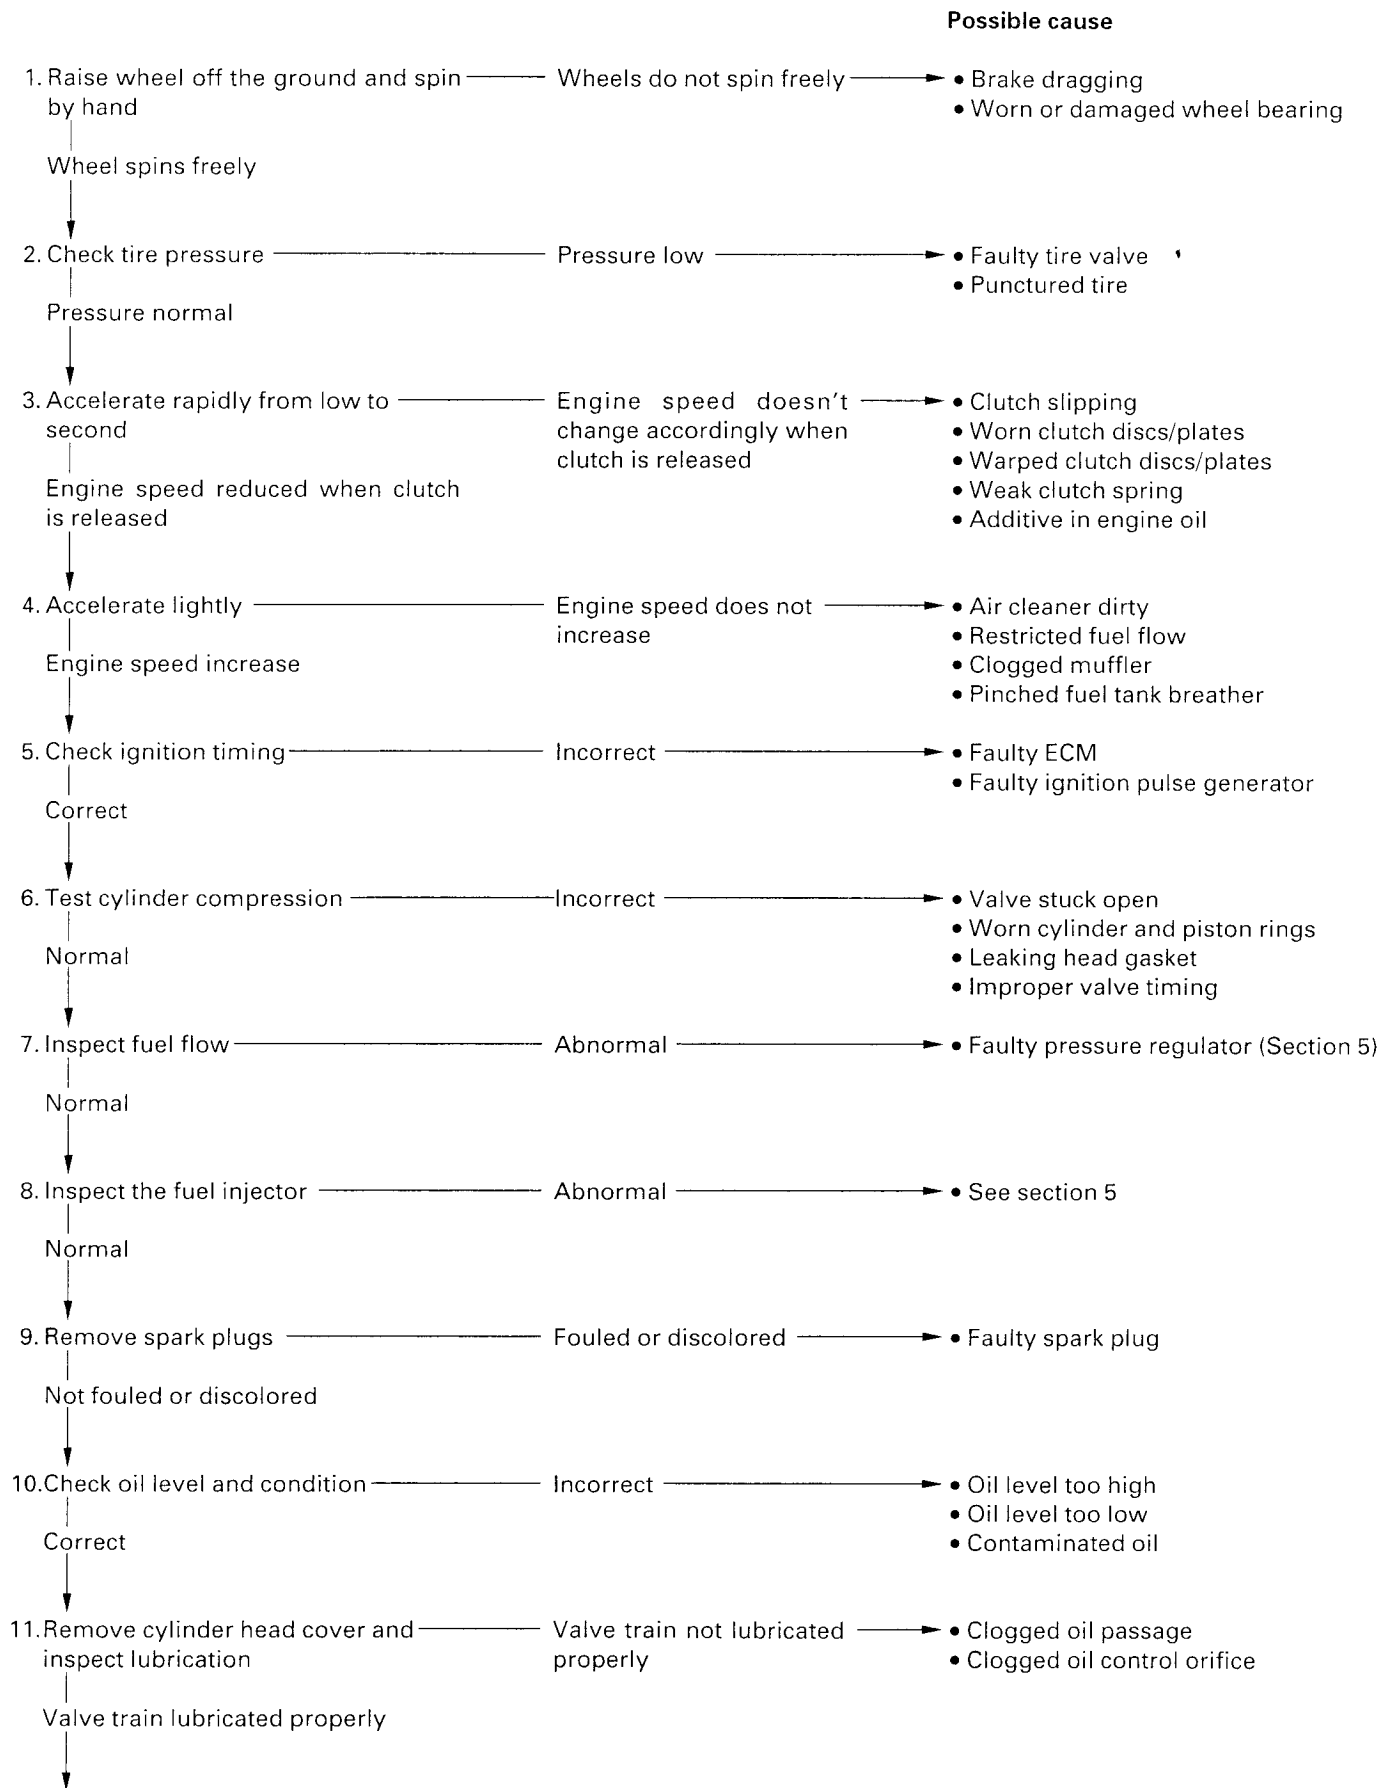 Possible cause
1. Raise wheel off the ground and spin
by hand
Wheels do not spin freely
• Brake dragging
• Worn or damaged wheel bearing
Wheel spins freely
2. Check tire pressure
Pressure low
• Faulty tire valve
• Punctured tire
Pressure normal
3. Accelerate rapidly from low to
second
Engine speed doesn't
change accordingly when
clutch is released
• Clutch slipping
• Worn clutch discs/plates
• Warped clutch discs/plates
• Weak clutch spring
• Additive in engine oil
Engine speed reduced when clutch
is released
4. Accelerate lightly
Engine speed does not
increase
• Air cleaner dirty
• Restricted fuel flow
• Clogged muffler
• Pinched fuel tank breather
Engine speed increase
5. Check ignition timing
Incorrect
• Faulty ECM
• Faulty ignition pulse generator
Correct
6. Test cylinder compression
Incorrect
• Valve stuck open
• Worn cylinder and piston rings
• Leaking head gasket
• Improper valve timing
Normal
7. Inspect fuel flow
Abnormal
• Faulty pressure regulator (Section 5)
Normal
8. Inspect the fuel injector
Abnormal
• See section 5
Normal
9. Remove spark plugs
Fouled or discolored
• Faulty spark plug
Not fouled or discolored
10. Check oil level and condition
Incorrect
• Oil level too high
• Oil level too low
• Contaminated oil
Correct
11. Remove cylinder head cover and
inspect lubrication
Valve train not lubricated
properly
• Clogged oil passage
• Clogged oil control orifice
Valve train lubricated properly